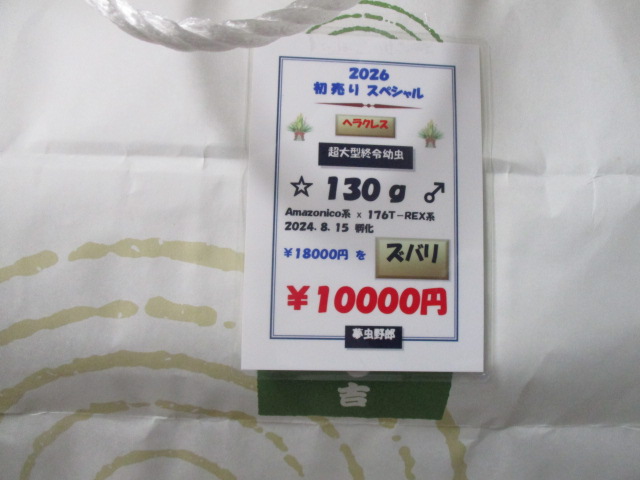 2026
初売り スペシャル
ヘラクレス
超大型終令幼虫
☆ 130g ♂
Amazonico系 x 176T-REX系
2024.8.15 孵化
¥18000円 を ズバリ
¥10000円
夢虫野郎
吉